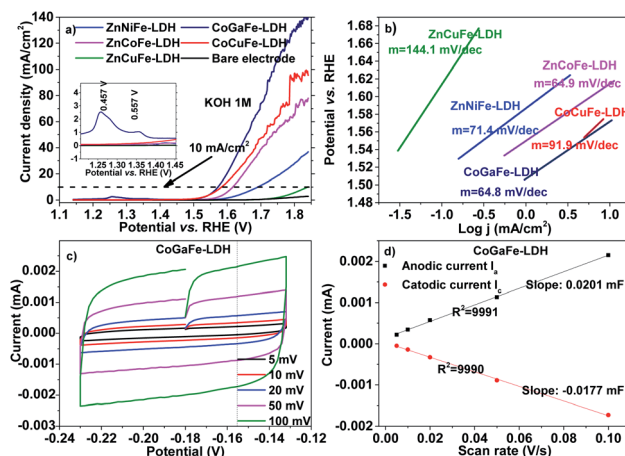 a)
ZnNiFe-LDH
CoGaFe-LDH
ZnCoFe-LDH
CoCuFe-LDH
ZnCuFe-LDH
Bare electrode
Current density (mA/cm²)
140
120
100
80
60
40
20
0
0.457 V
0.557 V
4
3
2
1
0
-1
1.25 1.30 1.35 1.40 1.45
Potential vs. RHE (V)
KOH 1M
10 mA/cm²
1.1 1.2 1.3 1.4 1.5 1.6 1.7 1.8
Potential vs. RHE (V)
b)
Potential vs. RHE
1.68
1.66
1.64
1.62
1.60
1.58
1.56
1.54
1.52
1.50
1.48
ZnCuFe-LDH
m=144.1 mV/dec
ZnCoFe-LDH
m=64.9 mV/dec
ZnNiFe-LDH
m=71.4 mV/dec
CoCuFe-LDH
m=91.9 mV/dec
CoGaFe-LDH
m=64.8 mV/dec
-1.5 -1.0 -0.5 0.0 0.5 1.0
Log j (mA/cm²)
CoGaFe-LDH
c)
Current (mA)
0.002
0.001
0.000
-0.001
-0.002
-0.003
5 mV
10 mV
20 mV
50 mV
100 mV
-0.24 -0.22 -0.20 -0.18 -0.16 -0.14 -0.12
Potential (V)
CoGaFe-LDH
d)
Anodic current Ia
Catodic current Ic
Slope: 0.0201 mF
R²=9991
R²=9990
Slope: -0.0177 mF
Current (mA)
0.002
0.001
0.000
-0.001
-0.002
0.00 0.02 0.04 0.06 0.08 0.10
Scan rate (V/s)